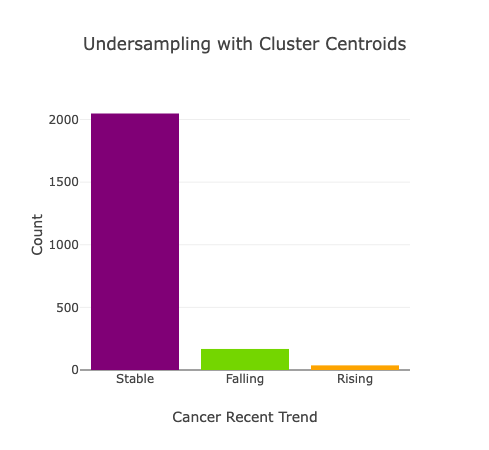 Undersampling with Cluster Centroids
2000
1500
1000
500
0
Count
Stable Falling Rising
Cancer Recent Trend